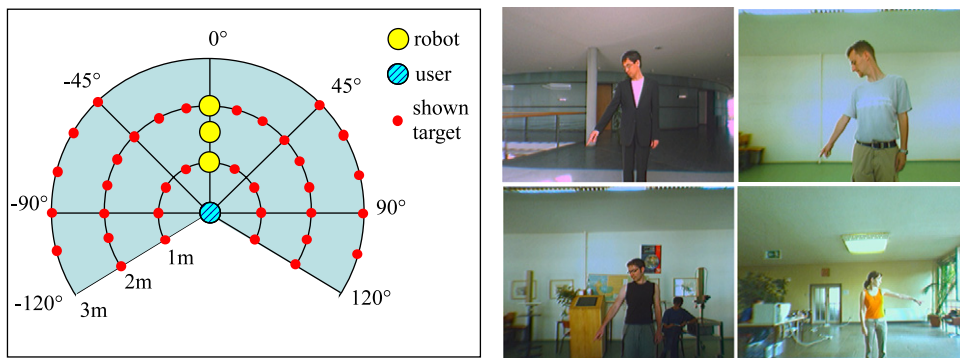 0°
-45°
45°
-90°
90°
-120°
120°
1m
2m
3m
robot
user
shown
target